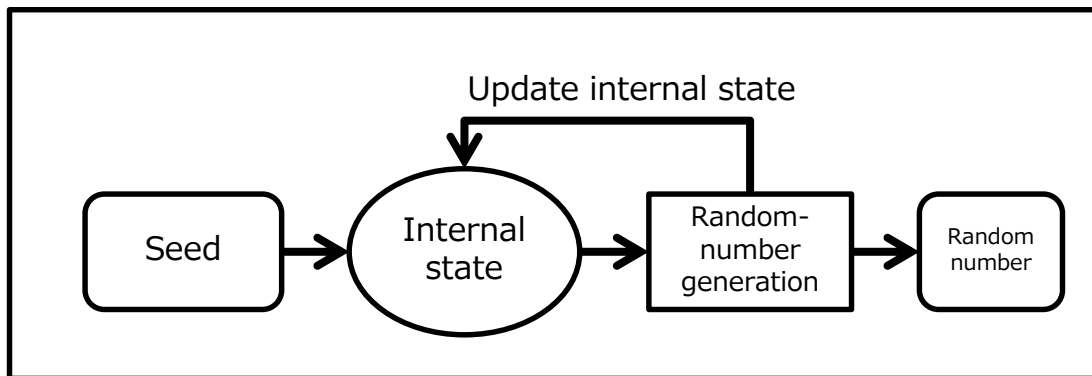 Update internal state
Seed
Internal
state
Random-
number
generation
Random
number